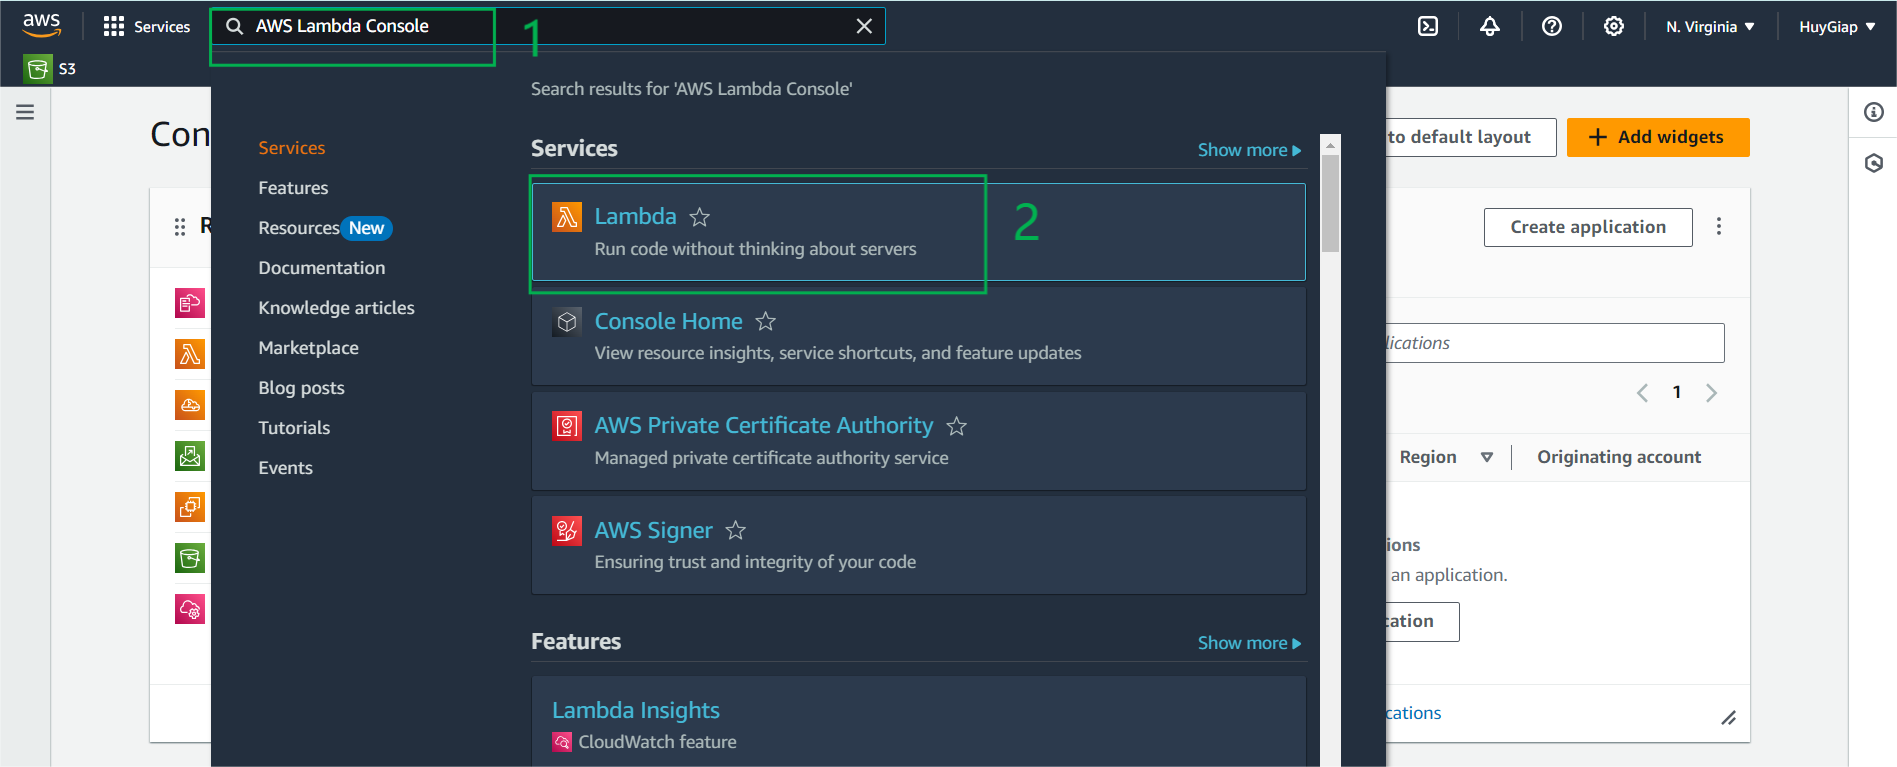 aws
Services
AWS Lambda Console
1
N. Virginia
HuyGiap
S3
Search results for 'AWS Lambda Console'
Con
Services
Features
Resources New
Documentation
Knowledge articles
Marketplace
Blog posts
Tutorials
Events
Services
Show more
Lambda
Run code without thinking about servers
2
Console Home
View resource insights, service shortcuts, and feature updates
AWS Private Certificate Authority
Managed private certificate authority service
AWS Signer
Ensuring trust and integrity of your code
Features
Show more
Lambda Insights
CloudWatch feature
to default layout
Add widgets
R
Create application
lications
1
Region
Originating account
ions
an application.
cation
cations